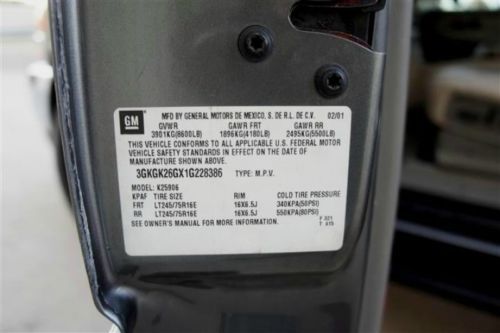 GM
MFD BY GENERAL MOTORS DE MEXICO, S. DE R.L. DE C.V. 02/01
GVWR GAWR FRT GAWR RR
3901KG(8600LB) 1896KG(4180LB) 2495KG(5500LB)
THIS VEHICLE CONFORMS TO ALL APPLICABLE U.S. FEDERAL MOTOR
VEHICLE SAFETY STANDARDS IN EFFECT ON THE DATE OF
MANUFACTURE SHOWN ABOVE.
3GKGK26GX1G228386 TYPE: M.P.V.
MODEL: K25906
KPAF TIRE SIZE RIM COLD TIRE PRESSURE
FRT LT245/75R16E 16X6.5J 340KPA(50PSI)
RR LT245/75R16E 16X6.5J 550KPA(80PSI)
SEE OWNER'S MANUAL FOR MORE INFORMATION.